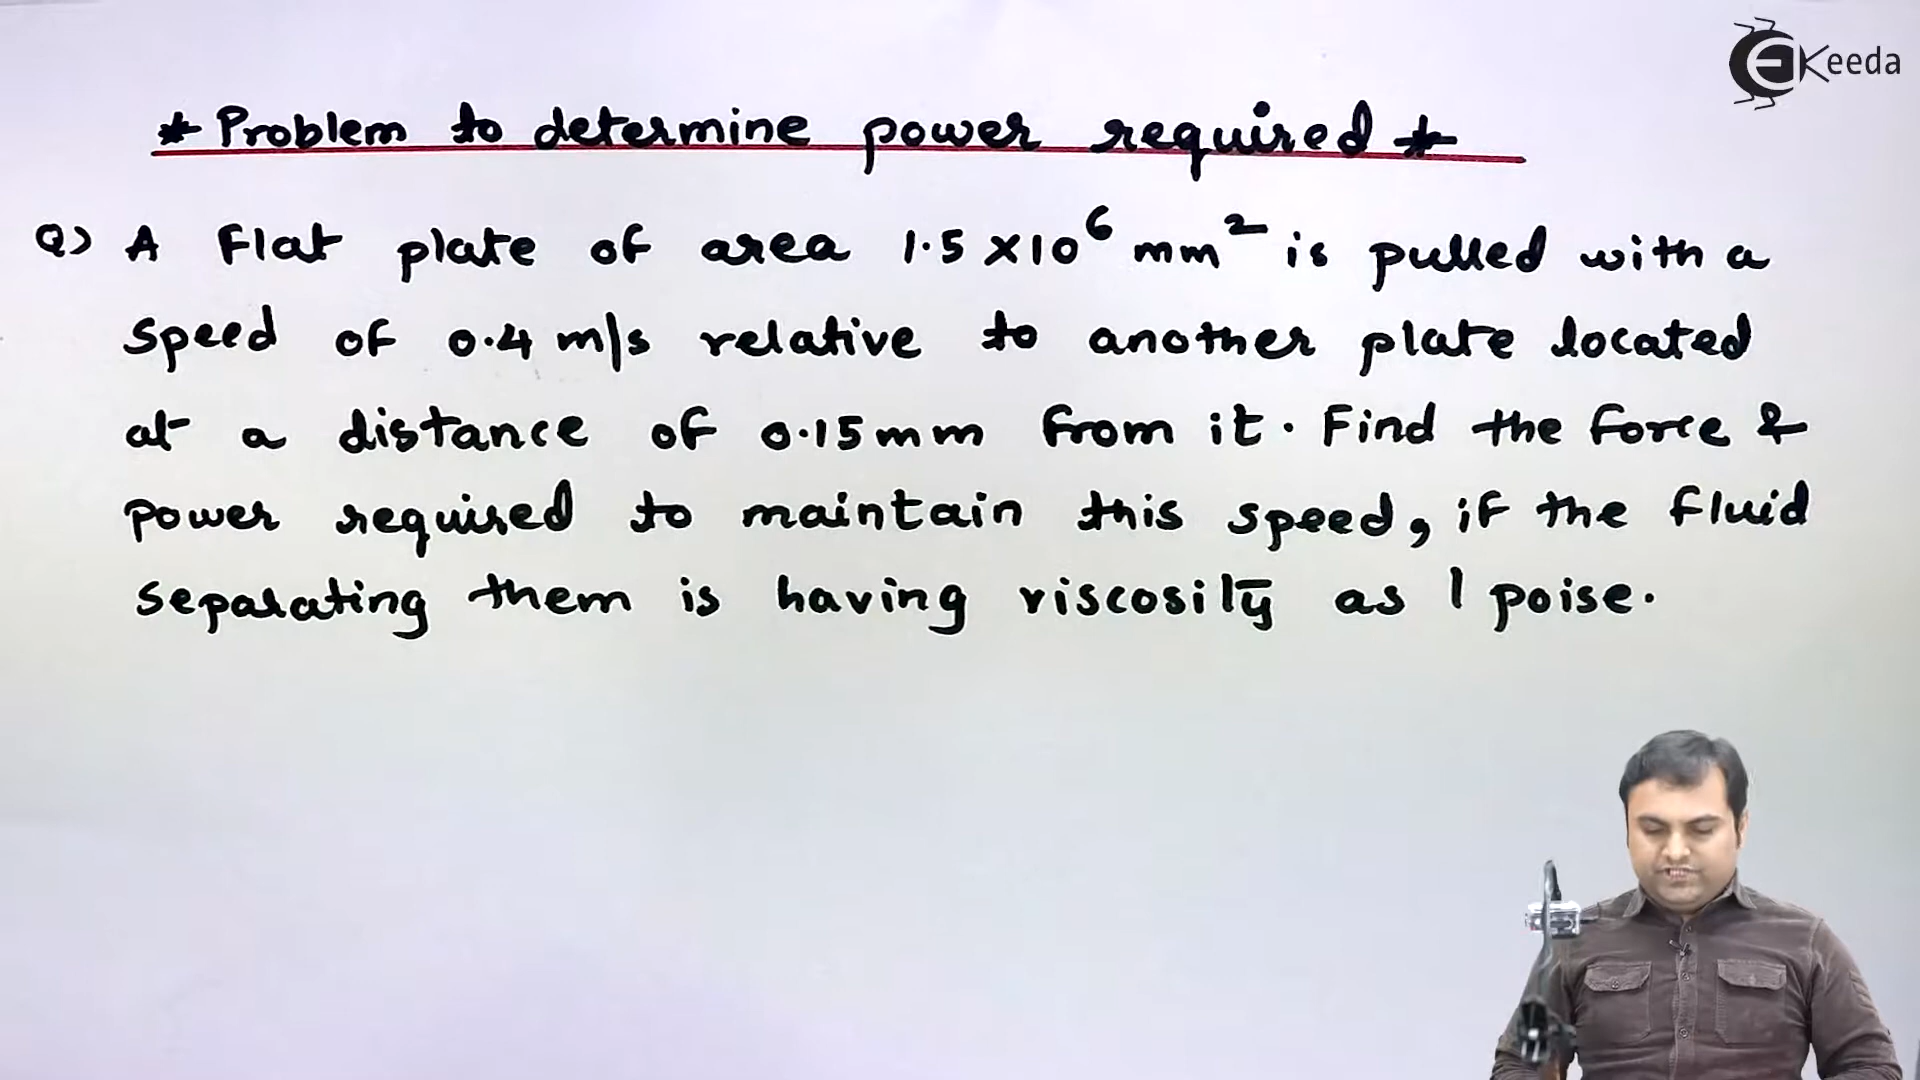 Keeda
* Problem to determine power required *
Q) A flat plate of area 1.5 × 10⁶ mm² is pulled with a
speed of 0.4 m/s relative to another plate located
at a distance of 0.15 mm from it. Find the force &
power required to maintain this speed, if the fluid
separating them is having viscosity as 1 poise.